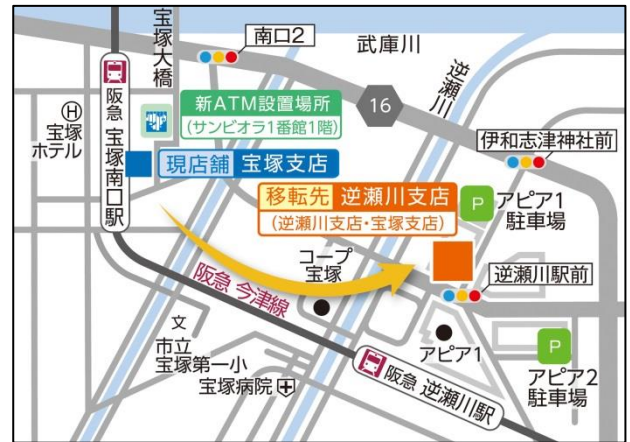 宝塚大橋
南口2
武庫川
逆瀬川
阪急 宝塚南口駅
H
宝塚
ホテル
新ATM設置場所
(サンビオラ1番館1階)
16
伊和志津神社前
現店舗 宝塚支店
移転先 逆瀬川支店
(逆瀬川支店・宝塚支店)
P
アピア1
駐車場
コープ
宝塚
逆瀬川駅前
阪急 今津線
文
市立
宝塚第一小
宝塚病院
アピア1
阪急 逆瀬川駅
P
アピア2
駐車場